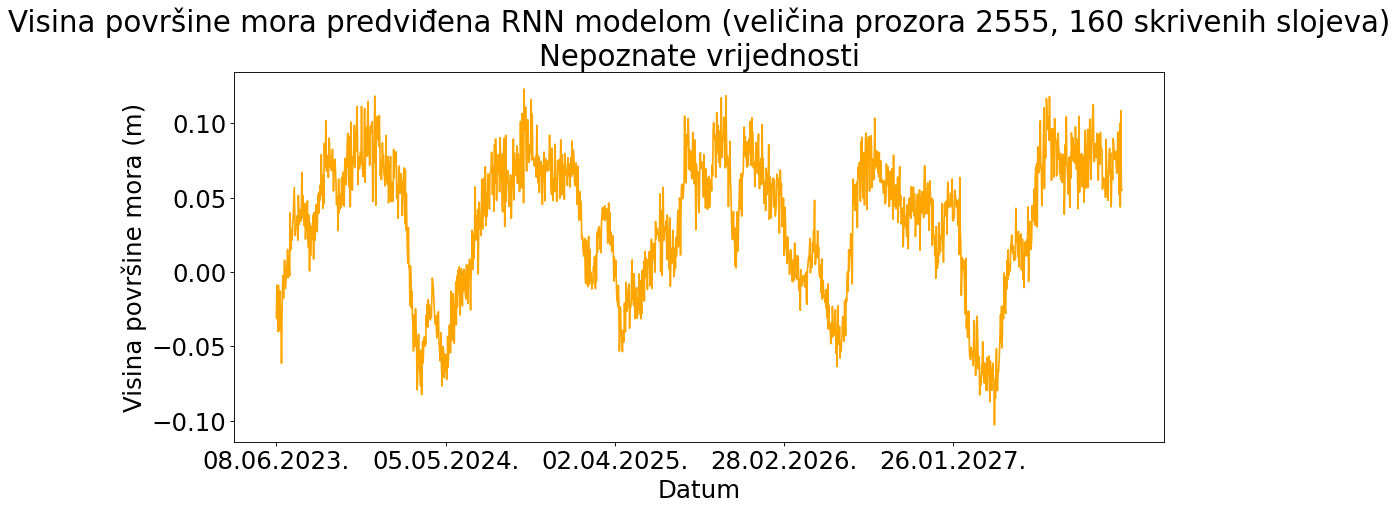 Visina površine mora predviđena RNN modelom (veličina prozora 2555, 160 skrivenih slojeva)
Nepoznate vrijednosti
Visina površine mora (m)
0.10
0.05
0.00
−0.05
−0.10
08.06.2023. 05.05.2024. 02.04.2025. 28.02.2026. 26.01.2027.
Datum